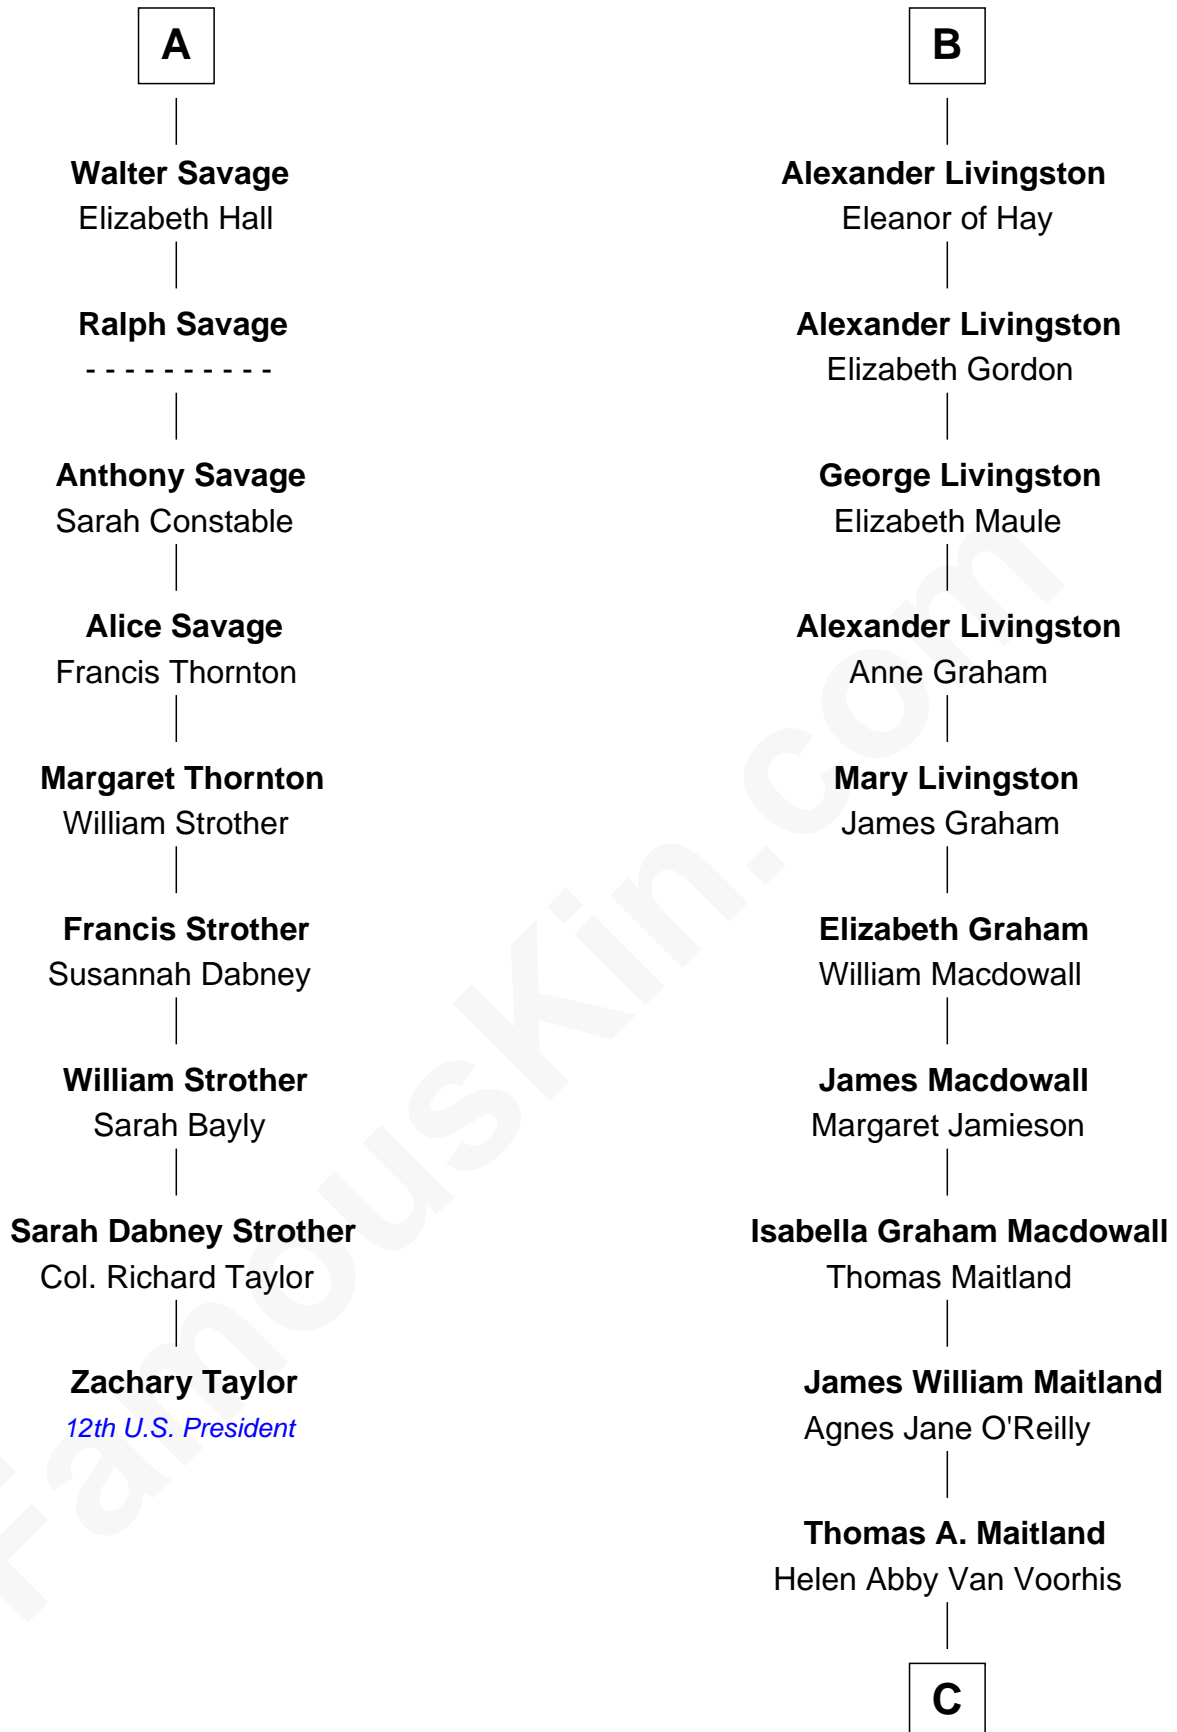 A
Walter Savage
Elizabeth Hall
Ralph Savage
- - - - - - - - - -
Anthony Savage
Sarah Constable
Alice Savage
Francis Thornton
Margaret Thornton
William Strother
Francis Strother
Susannah Dabney
William Strother
Sarah Bayly
Sarah Dabney Strother
Col. Richard Taylor
Zachary Taylor
12th U.S. President
B
Alexander Livingston
Eleanor of Hay
Alexander Livingston
Elizabeth Gordon
George Livingston
Elizabeth Maule
Alexander Livingston
Anne Graham
Mary Livingston
James Graham
Elizabeth Graham
William Macdowall
James Macdowall
Margaret Jamieson
Isabella Graham Macdowall
Thomas Maitland
James William Maitland
Agnes Jane O'Reilly
Thomas A. Maitland
Helen Abby Van Voorhis
C
FamousKin.com